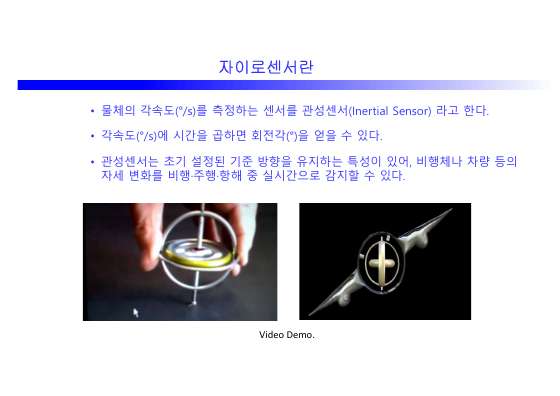 자이로센서란
• 물체의 각속도(°/s)를 측정하는 센서를 관성센서(Inertial Sensor) 라고 한다.
• 각속도(°/s)에 시간을 곱하면 회전각(°)을 얻을 수 있다.
• 관성센서는 초기 설정된 기준 방향을 유지하는 특성이 있어, 비행체나 차량 등의
자세 변화를 비행·주행·항해 중 실시간으로 감지할 수 있다.
Video Demo.